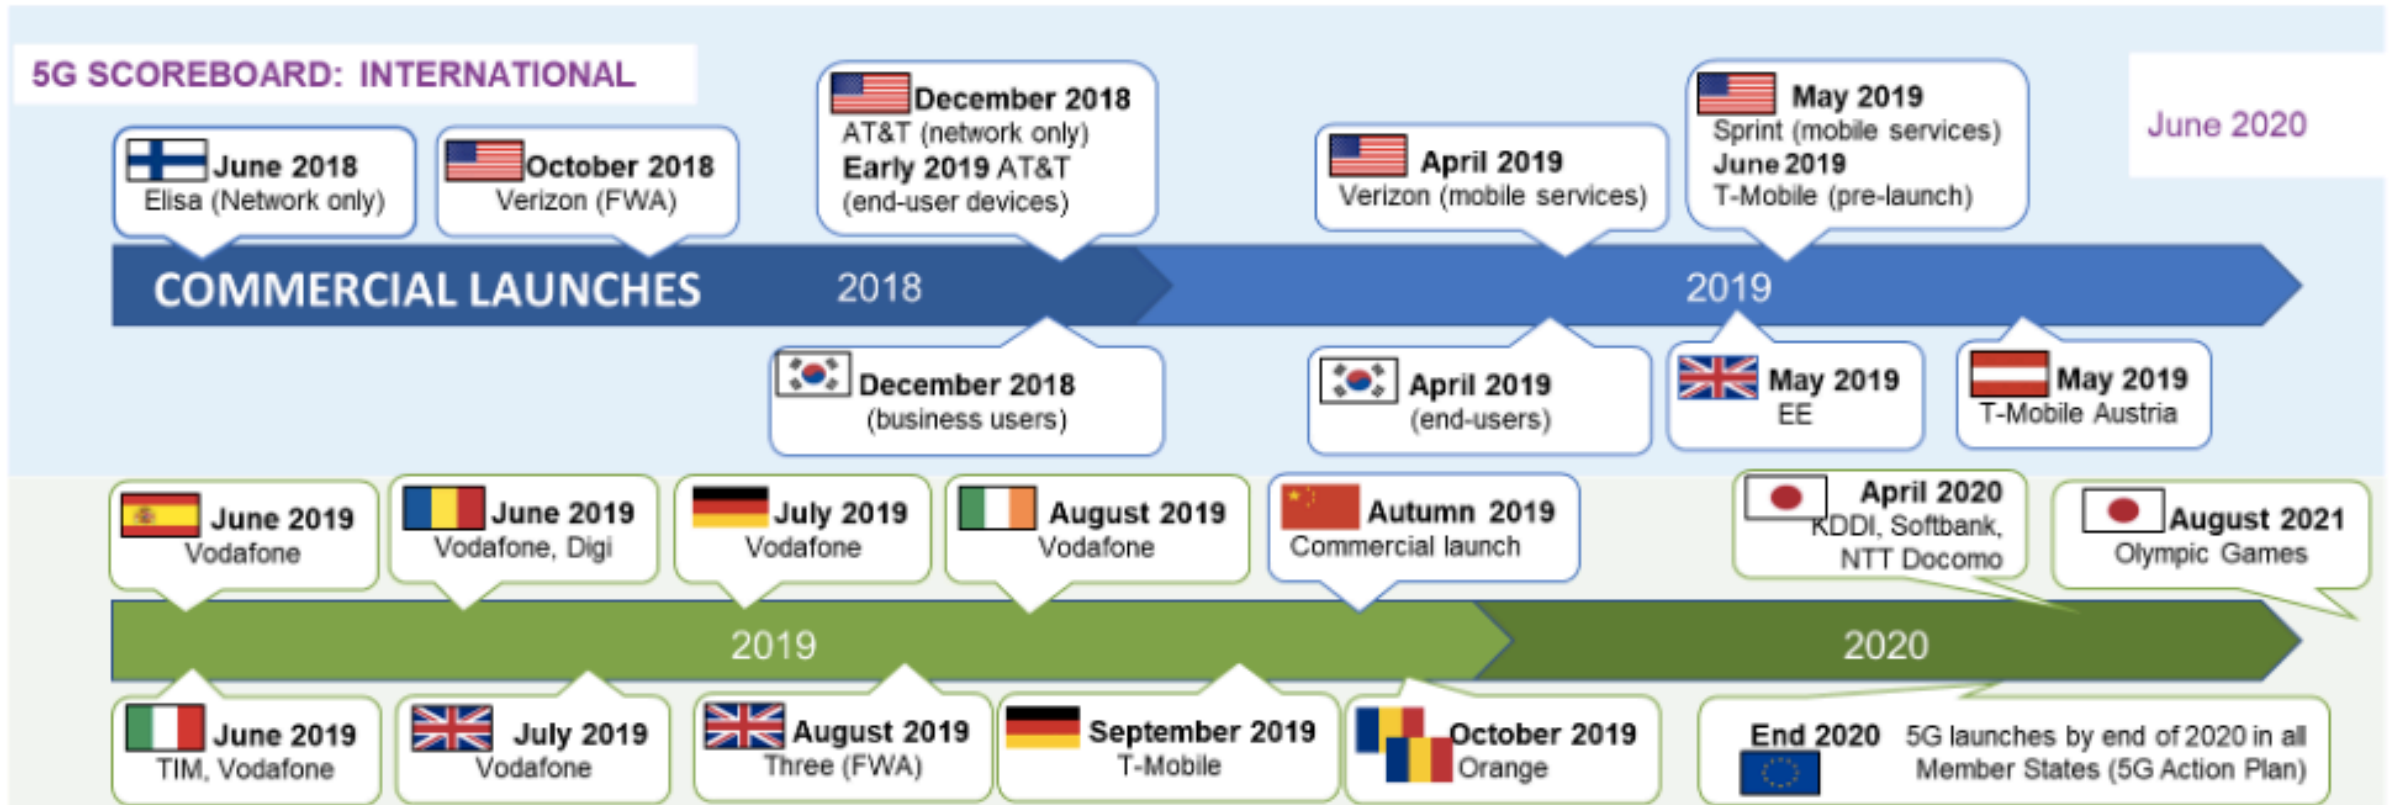 5G SCOREBOARD: INTERNATIONAL
June 2020
June 2018
Elisa (Network only)
October 2018
Verizon (FWA)
December 2018
AT&T (network only)
Early 2019 AT&T
(end-user devices)
April 2019
Verizon (mobile services)
May 2019
Sprint (mobile services)
June 2019
T-Mobile (pre-launch)
COMMERCIAL LAUNCHES
2018
2019
December 2018
(business users)
April 2019
(end-users)
May 2019
EE
May 2019
T-Mobile Austria
June 2019
Vodafone
June 2019
Vodafone, Digi
July 2019
Vodafone
August 2019
Vodafone
Autumn 2019
Commercial launch
April 2020
KDDI, Softbank,
NTT Docomo
August 2021
Olympic Games
2019
2020
June 2019
TIM, Vodafone
July 2019
Vodafone
August 2019
Three (FWA)
September 2019
T-Mobile
October 2019
Orange
End 2020
5G launches by end of 2020 in all
Member States (5G Action Plan)